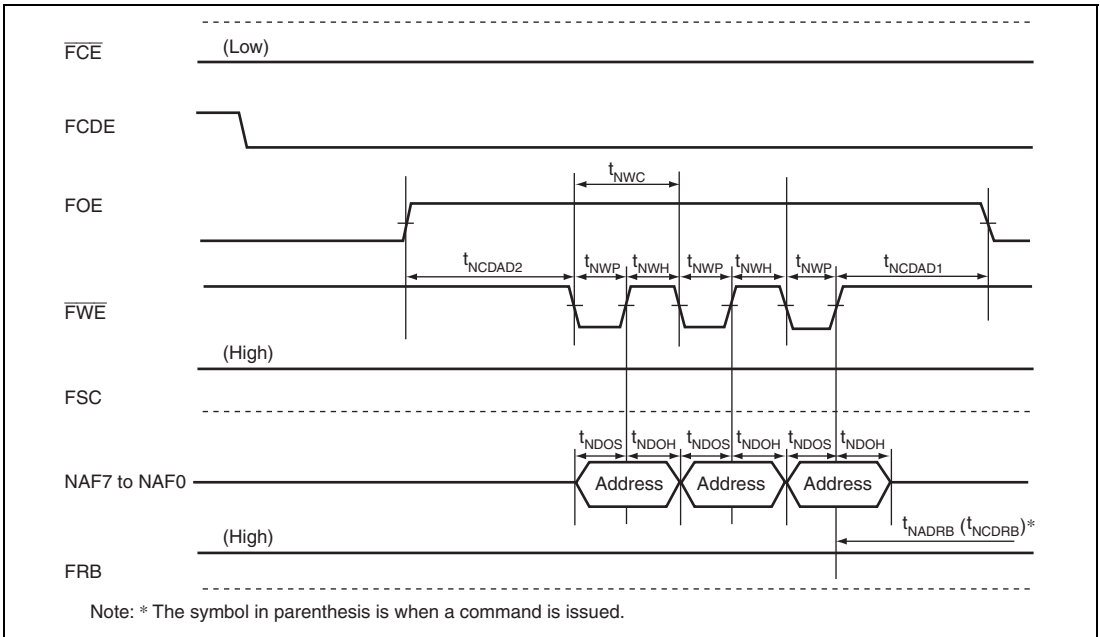 FCE (Low)
FCDE
tNWC
FOE
tNCDAD2 tNWP tNWH tNWP tNWH tNWP tNCDAD1
FWE
(High)
FSC
tNDOS tNDOH tNDOS tNDOH tNDOS tNDOH
NAF7 to NAF0 Address Address Address
tNADRB (tNCDRB)*
(High)
FRB
Note: * The symbol in parenthesis is when a command is issued.